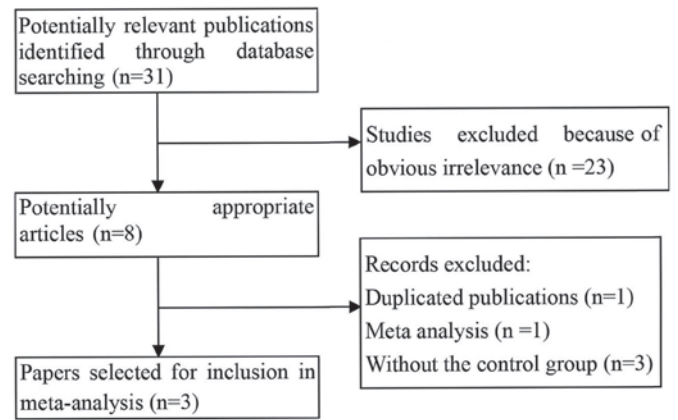 Potentially relevant publications
identified through database
searching (n=31)
Studies excluded because of
obvious irrelevance (n =23)
Potentially appropriate
articles (n=8)
Records excluded:
Duplicated publications (n=1)
Meta analysis (n =1)
Without the control group (n=3)
Papers selected for inclusion in
meta-analysis (n=3)